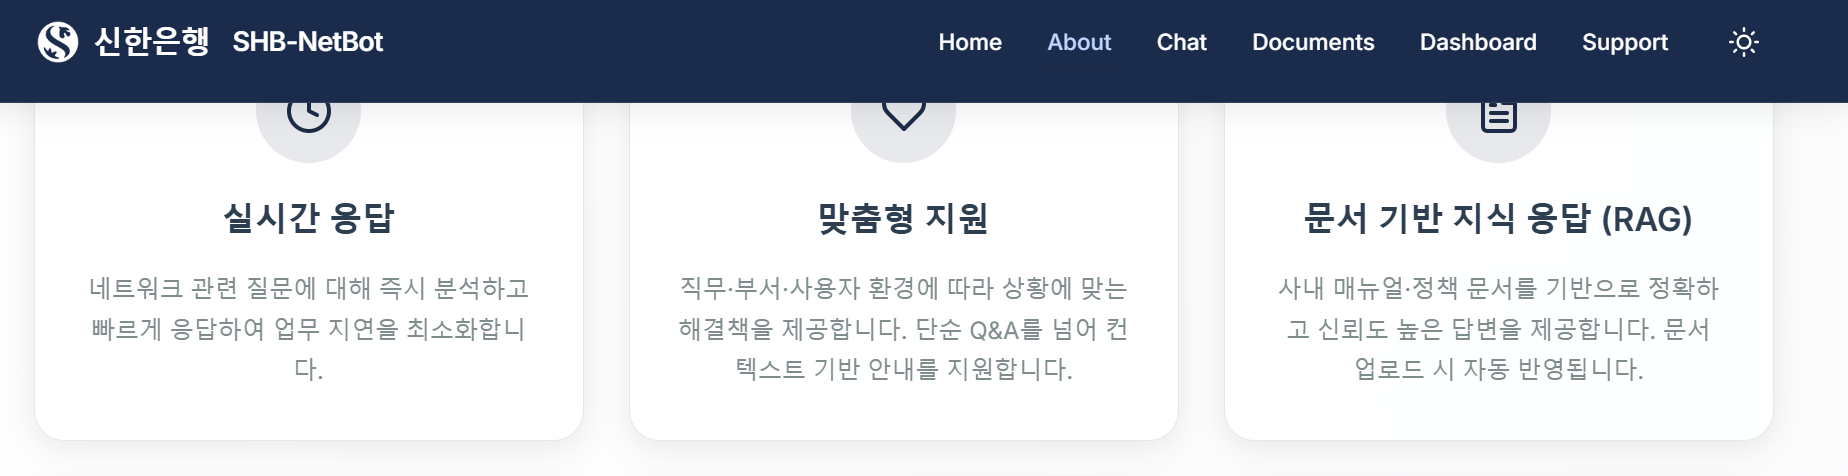 신한은행 SHB-NetBot Home About Chat Documents Dashboard Support
실시간 응답
네트워크 관련 질문에 대해 즉시 분석하고
빠르게 응답하여 업무 지연을 최소화합니
다.
맞춤형 지원
직무·부서·사용자 환경에 따라 상황에 맞는
해결책을 제공합니다. 단순 Q&A를 넘어 컨
텍스트 기반 안내를 지원합니다.
문서 기반 지식 응답 (RAG)
사내 매뉴얼·정책 문서를 기반으로 정확하
고 신뢰도 높은 답변을 제공합니다. 문서
업로드 시 자동 반영됩니다.